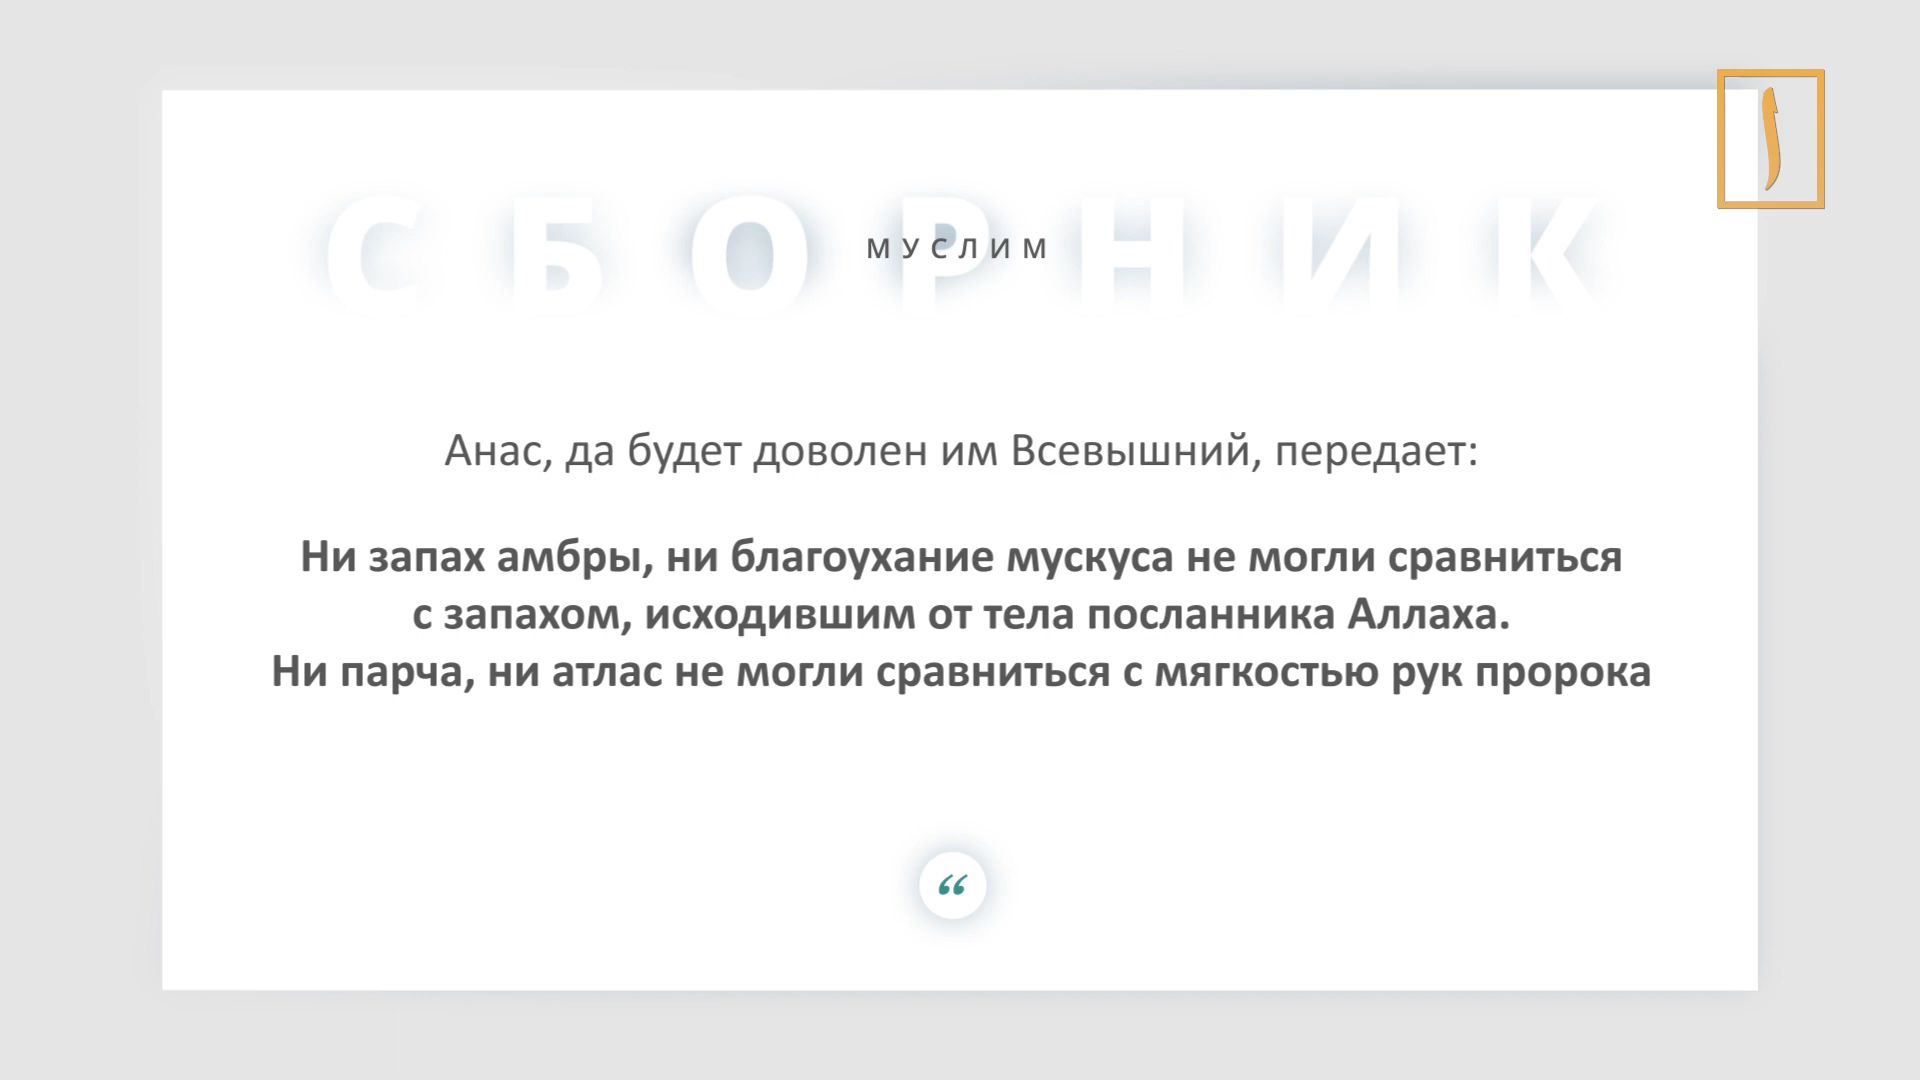 СБОРНИК
МУСЛИМ
Анас, да будет доволен им Всевышний, передает:
Ни запах амбры, ни благоухание мускуса не могли сравниться
с запахом, исходившим от тела посланника Аллаха.
Ни парча, ни атлас не могли сравниться с мягкостью рук пророка
“